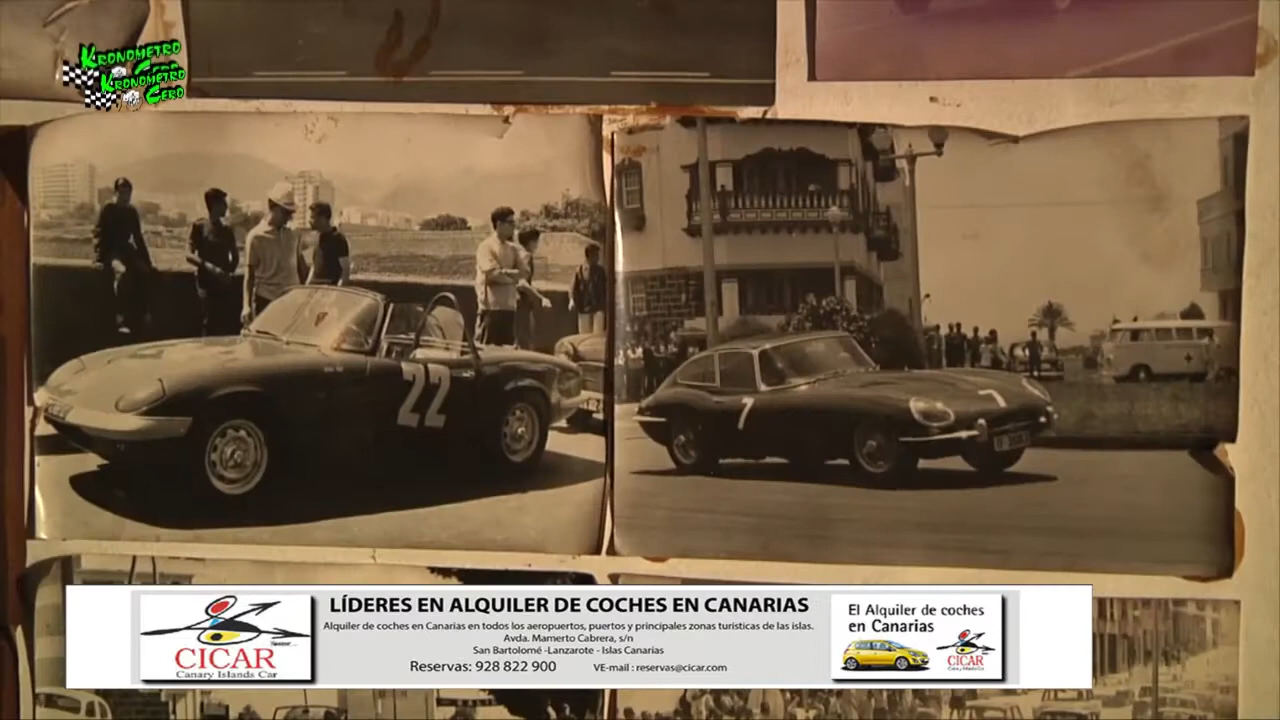 KRONOMETRO
CERO
KRONOMETRO
CERO
22
7
7
LÍDERES EN ALQUILER DE COCHES EN CANARIAS
Alquiler de coches en Canarias en todos los aeropuertos, puertos y principales zonas turísticas de las islas.
Avda. Mamerto Cabrera, s/n
San Bartolomé -Lanzarote - Islas Canarias
Reservas: 928 822 900 VE-mail : reservas@cicar.com
CICAR
Canary Islands Car
El Alquiler de coches
en Canarias
CICAR